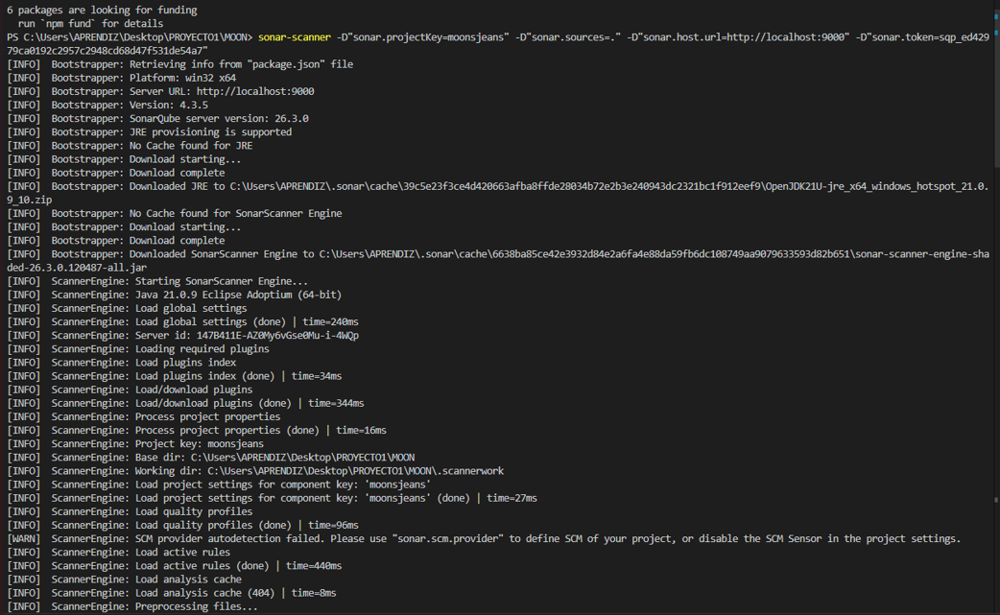 6 packages are looking for funding
  run `npm fund` for details
PS C:\Users\APRENDIZ\Desktop\PROYECTO1\MOON> sonar-scanner -D"sonar.projectKey=moonsjeans" -D"sonar.sources=." -D"sonar.host.url=http://localhost:9000" -D"sonar.token=sqp_ed429
79ca0192c2957c2948cd68d47f531de54a7"
[INFO]  Bootstrapper: Retrieving info from "package.json" file
[INFO]  Bootstrapper: Platform: win32 x64
[INFO]  Bootstrapper: Server URL: http://localhost:9000
[INFO]  Bootstrapper: Version: 4.3.5
[INFO]  Bootstrapper: SonarQube server version: 26.3.0
[INFO]  Bootstrapper: JRE provisioning is supported
[INFO]  Bootstrapper: No Cache found for JRE
[INFO]  Bootstrapper: Download starting...
[INFO]  Bootstrapper: Download complete
[INFO]  Bootstrapper: Downloaded JRE to C:\Users\APRENDIZ\.sonar\cache\39c5e23f3ce4d420663afba8ffde28034b72e2b3e240943dc2321bc1f912eef9\OpenJDK21U-jre_x64_windows_hotspot_21.0.
9_10.zip
[INFO]  Bootstrapper: No Cache found for SonarScanner Engine
[INFO]  Bootstrapper: Download starting...
[INFO]  Bootstrapper: Download complete
[INFO]  Bootstrapper: Downloaded SonarScanner Engine to C:\Users\APRENDIZ\.sonar\cache\6638ba85ce42e3932d84e2a6fa4e88da59fb6dc108749aa9079633593d82b651\sonar-scanner-engine-sha
ded-26.3.0.120487-all.jar
[INFO]  ScannerEngine: Starting SonarScanner Engine...
[INFO]  ScannerEngine: Java 21.0.9 Eclipse Adoptium (64-bit)
[INFO]  ScannerEngine: Load global settings
[INFO]  ScannerEngine: Load global settings (done) | time=240ms
[INFO]  ScannerEngine: Server id: 147B411E-AZ0My6vGse0Mu-i-4WQp
[INFO]  ScannerEngine: Loading required plugins
[INFO]  ScannerEngine: Load plugins index
[INFO]  ScannerEngine: Load plugins index (done) | time=34ms
[INFO]  ScannerEngine: Load/download plugins
[INFO]  ScannerEngine: Load/download plugins (done) | time=344ms
[INFO]  ScannerEngine: Process project properties
[INFO]  ScannerEngine: Process project properties (done) | time=16ms
[INFO]  ScannerEngine: Project key: moonsjeans
[INFO]  ScannerEngine: Base dir: C:\Users\APRENDIZ\Desktop\PROYECTO1\MOON
[INFO]  ScannerEngine: Working dir: C:\Users\APRENDIZ\Desktop\PROYECTO1\MOON\.scannerwork
[INFO]  ScannerEngine: Load project settings for component key: 'moonsjeans'
[INFO]  ScannerEngine: Load project settings for component key: 'moonsjeans' (done) | time=27ms
[INFO]  ScannerEngine: Load quality profiles
[INFO]  ScannerEngine: Load quality profiles (done) | time=96ms
[WARN]  ScannerEngine: SCM provider autodetection failed. Please use "sonar.scm.provider" to define SCM of your project, or disable the SCM Sensor in the project settings.
[INFO]  ScannerEngine: Load active rules
[INFO]  ScannerEngine: Load active rules (done) | time=440ms
[INFO]  ScannerEngine: Load analysis cache
[INFO]  ScannerEngine: Load analysis cache (404) | time=8ms
[INFO]  ScannerEngine: Preprocessing files...